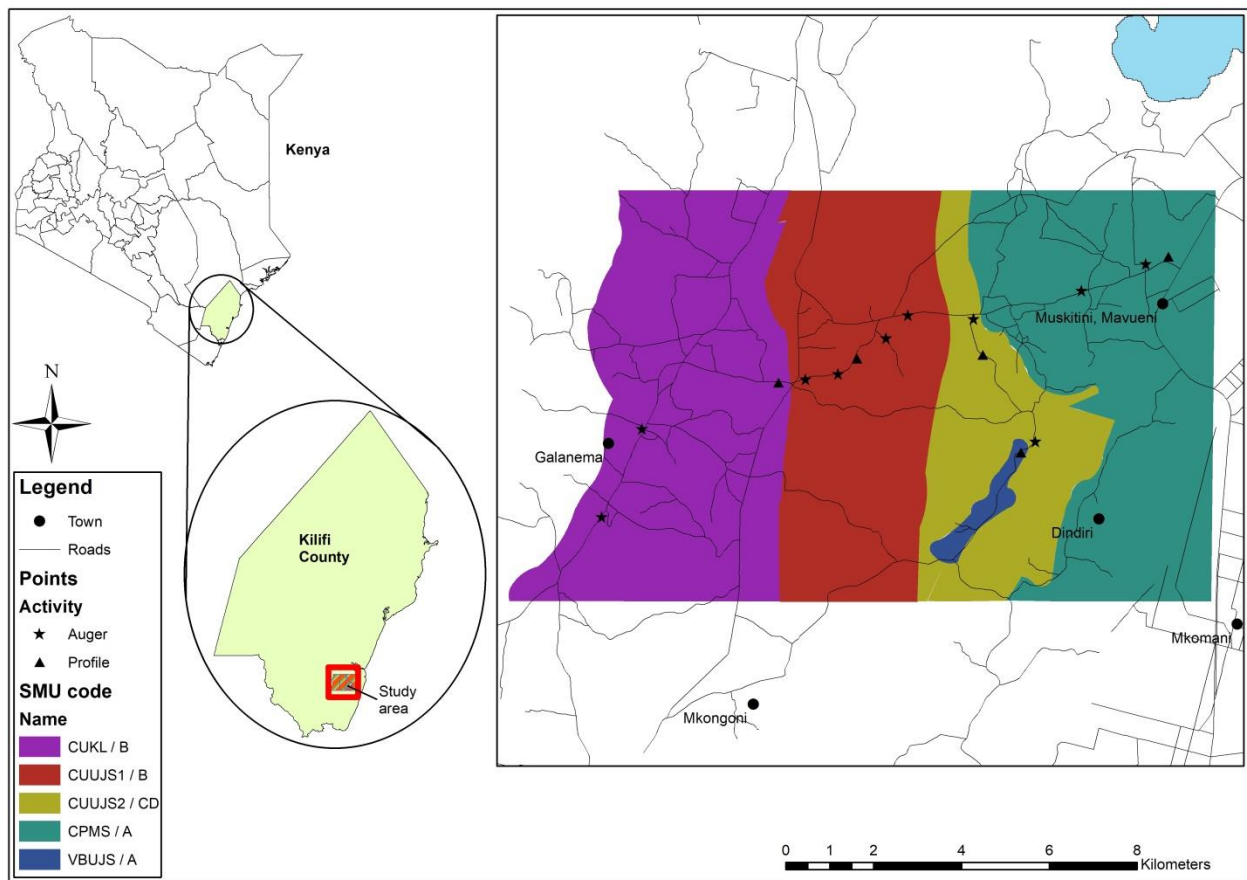 Kenya
N
Kilifi
County
Study
area
Legend
Town
Roads
Points
Activity
Auger
Profile
SMU code
Name
CUKL / B
CUUJS1 / B
CUUJS2 / CD
CPMS / A
VBUJS / A
Muskitini, Mavueni
Galanema
Dindiri
Mkomani
Mkongoni
0 1 2 4 6 8
Kilometers